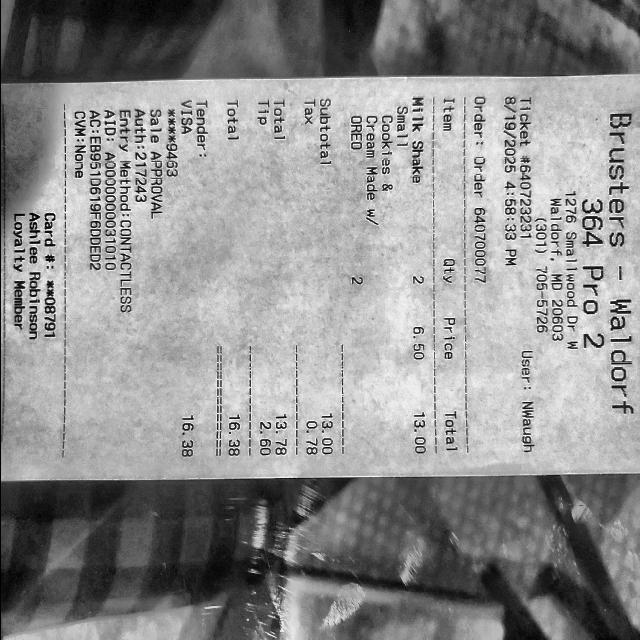 Brusters - Waldorf
364 Pro 2
1276 Smallwood Dr W
Waldorf, MD 20603
(301) 705-5726
Ticket #640723231 User: NWaugh
8/19/2025 4:58:33 PM
Order: Order 640700077
Item Qty Price Total
Milk Shake 2 6.50 13.00
Small
Cookies &
Cream Made w/
OREO 2
Subtotal 13.00
Tax 0.78
Total 13.78
Tip 2.60
Total 16.38
Tender:
VISA 16.38
****9493
Sale APPROVAL
Auth:217243
Entry Method:CONTACTLESS
AID: A0000000031010
AC:EB951D619F6DDED2
CVM:None
Card #: **08791
Ashlee Robinson
Loyalty Member